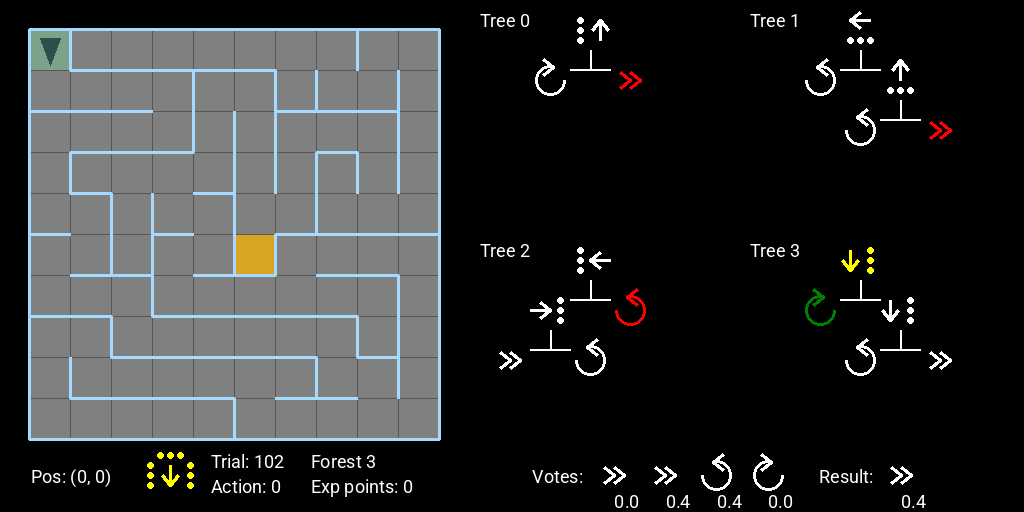 Tree 0
Tree 1
Tree 2
Tree 3
Pos: (0, 0)
Trial: 102
Forest 3
Action: 0
Exp points: 0
Votes:
0.0
0.4
0.4
0.0
Result:
0.4